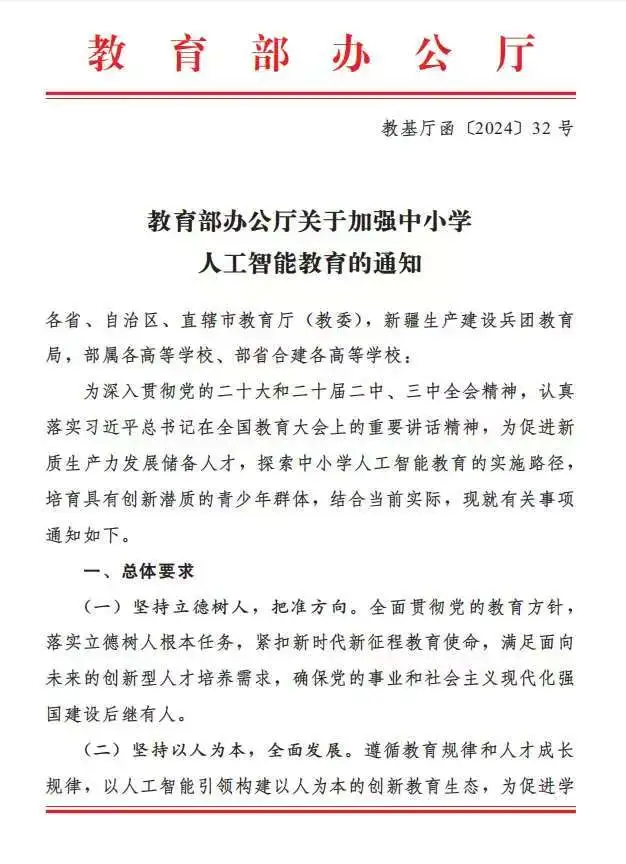 教育部办公厅
教基厅函〔2024〕32号
教育部办公厅关于加强中小学
人工智能教育的通知
各省、自治区、直辖市教育厅（教委），新疆生产建设兵团教育
局，部属各高等学校、部省合建各高等学校：
为深入贯彻党的二十大和二十届二中、三中全会精神，认真
落实习近平总书记在全国教育大会上的重要讲话精神，为促进新
质生产力发展储备人才，探索中小学人工智能教育的实施路径，
培育具有创新潜质的青少年群体，结合当前实际，现就有关事项
通知如下。
一、总体要求
（一）坚持立德树人，把准方向。全面贯彻党的教育方针，
落实立德树人根本任务，紧扣新时代新征程教育使命，满足面向
未来的创新型人才培养需求，确保党的事业和社会主义现代化强
国建设后继有人。
（二）坚持以人为本，全面发展。遵循教育规律和人才成长
规律，以人工智能引领构建以人为本的创新教育生态，为促进学